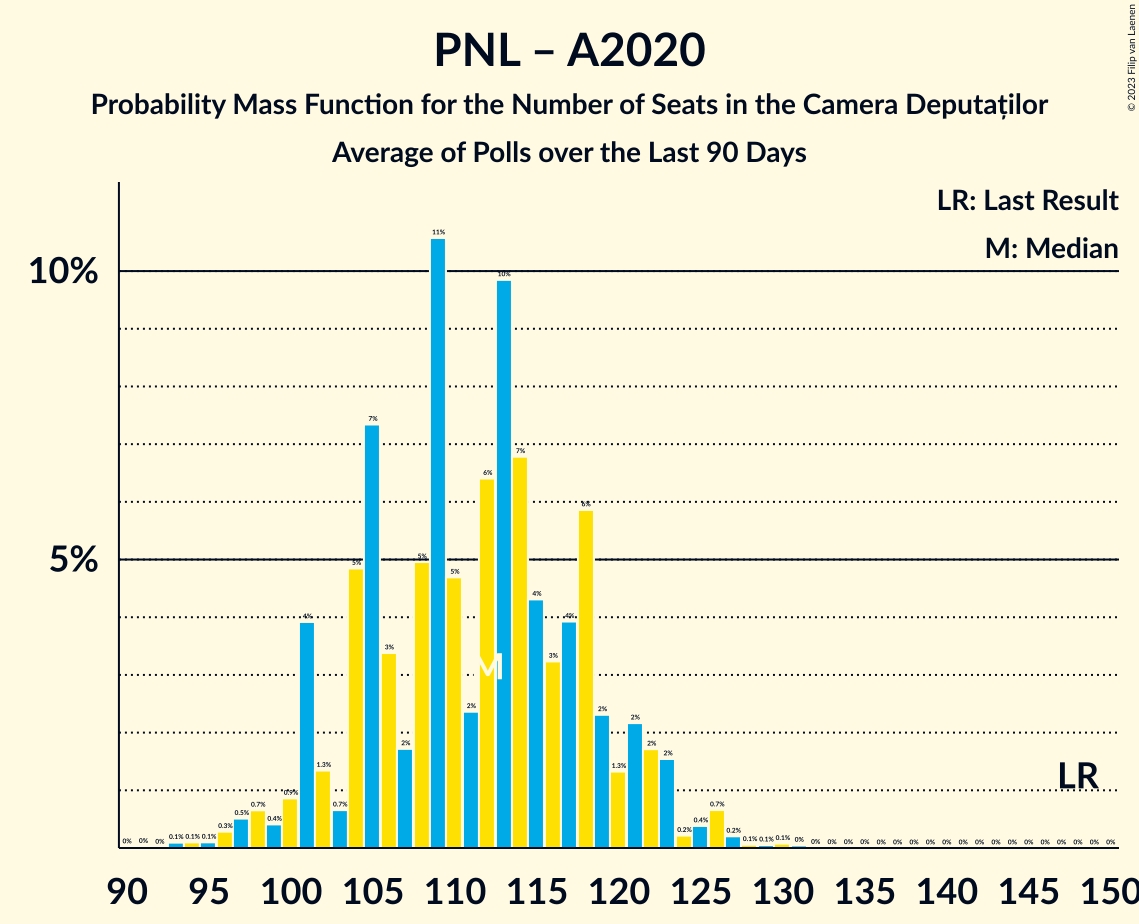 PNL – A2020
Probability Mass Function for the Number of Seats in the Camera Deputaților
Average of Polls over the Last 90 Days
© 2023 Filip van Laenen
LR: Last Result
M: Median
10%
5%
0% 0% 0% 0.1% 0.1% 0.1% 0.3% 0.5% 0.7% 0.4% 0.9% 4% 1.3% 0.7% 5% 7% 3% 2% 5% 11% 5% 2% 6% 10% 7% 4% 3% 4% 6% 2% 1.3% 2% 2% 2% 0.2% 0.4% 0.7% 0.2% 0.1% 0.1% 0.1% 0% 0% 0% 0% 0% 0% 0% 0% 0% 0% 0% 0% 0% 0% 0% 0% 0% 0% 0% 0%
M
LR
90 95 100 105 110 115 120 125 130 135 140 145 150